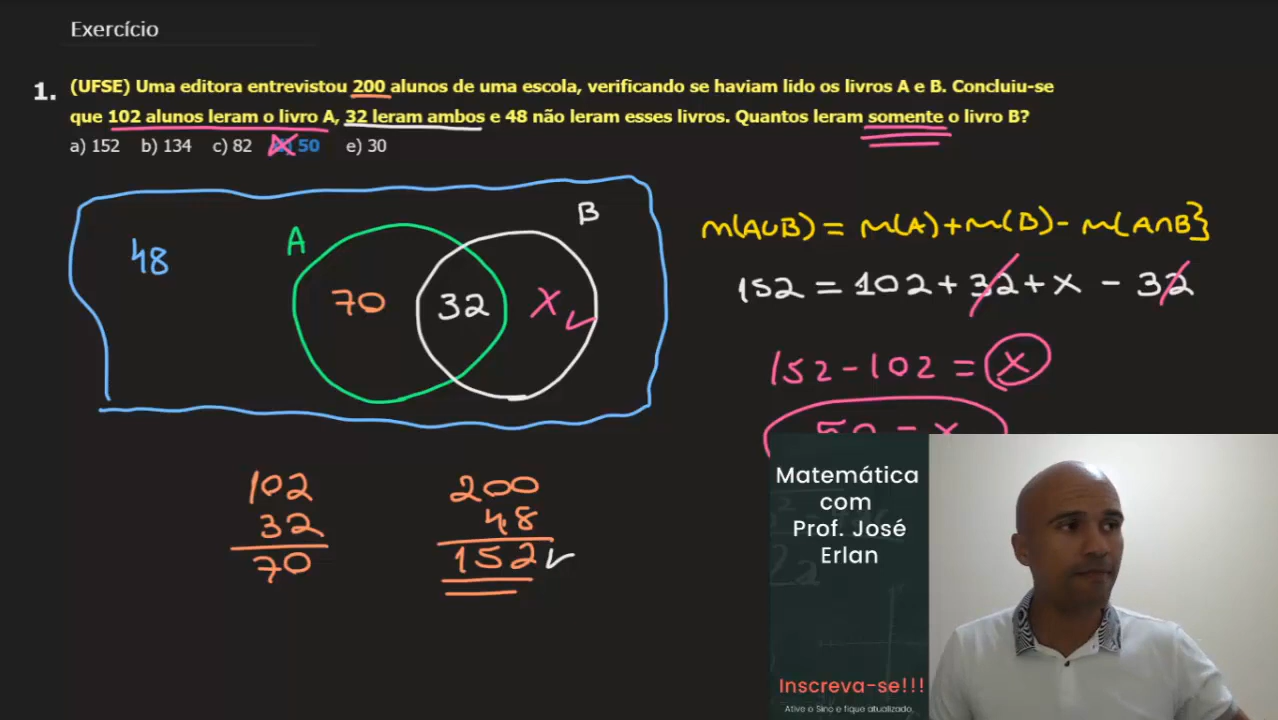 Exercício
1. (UFSE) Uma editora entrevistou 200 alunos de uma escola, verificando se haviam lido os livros A e B. Concluiu-se
que 102 alunos leram o livro A, 32 leram ambos e 48 não leram esses livros. Quantos leram somente o livro B?
a) 152 b) 134 c) 82 50 e) 30
A
B
48
70
32
X
102
32
70
200
48
152
n(A∪B) = n(A)+n(B)- n(A∩B}
152 = 102 + 32 + x - 32
152 - 102 = x
50 = x
Matemática
com
Prof. José
Erlan
Inscreva-se!!!
Ative o Sino e fique atualizado.